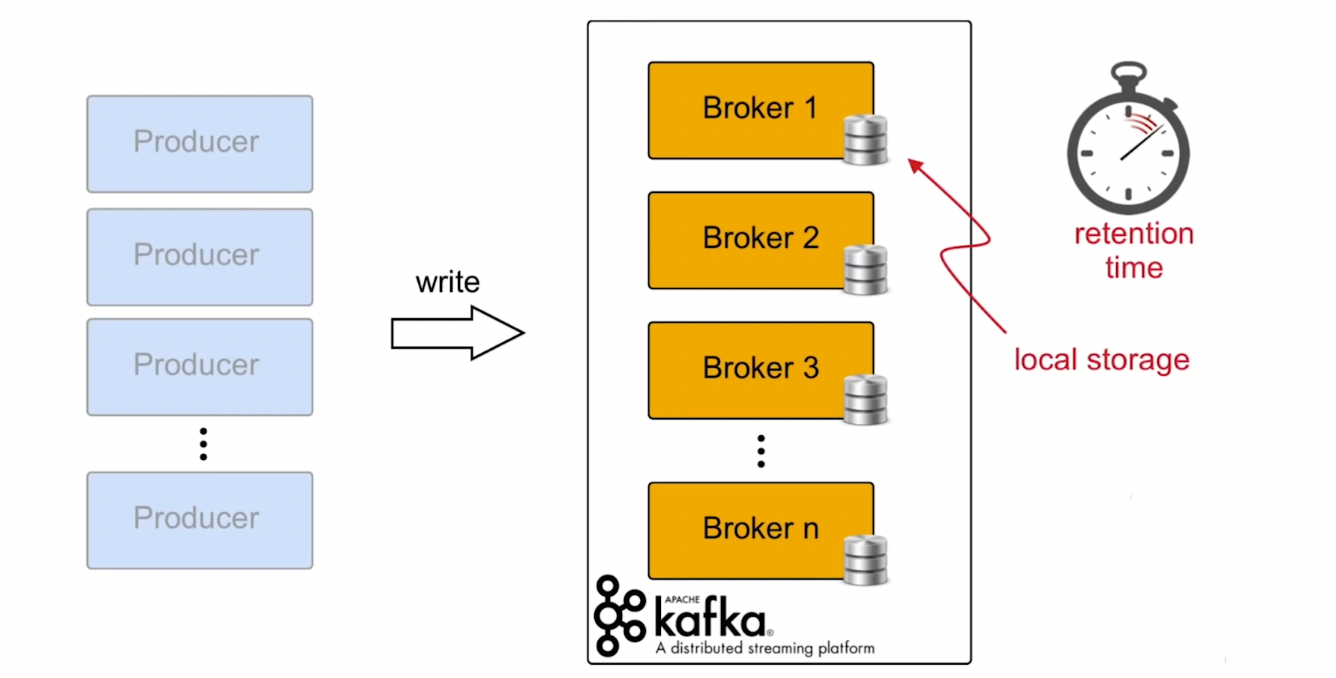 Producer
Producer
Producer
Producer
write
Broker 1
Broker 2
Broker 3
Broker n
APACHE
kafka®
A distributed streaming platform
retention
time
local storage